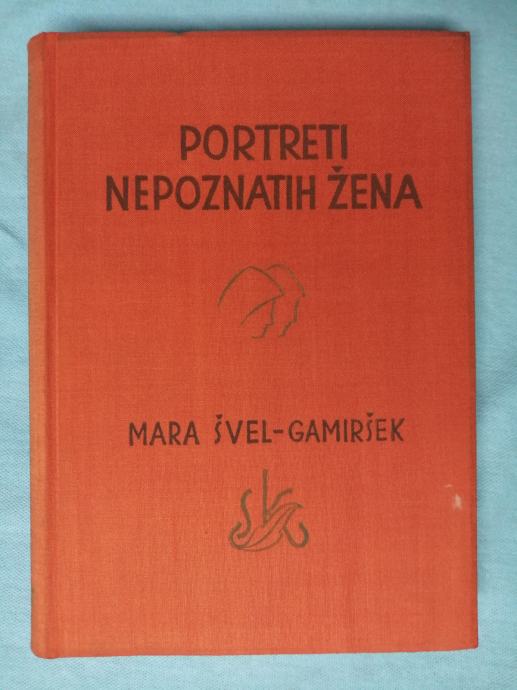 PORTRETI
NEPOZNATIH ŽENA
MARA ŠVEL-GAMIRŠEK